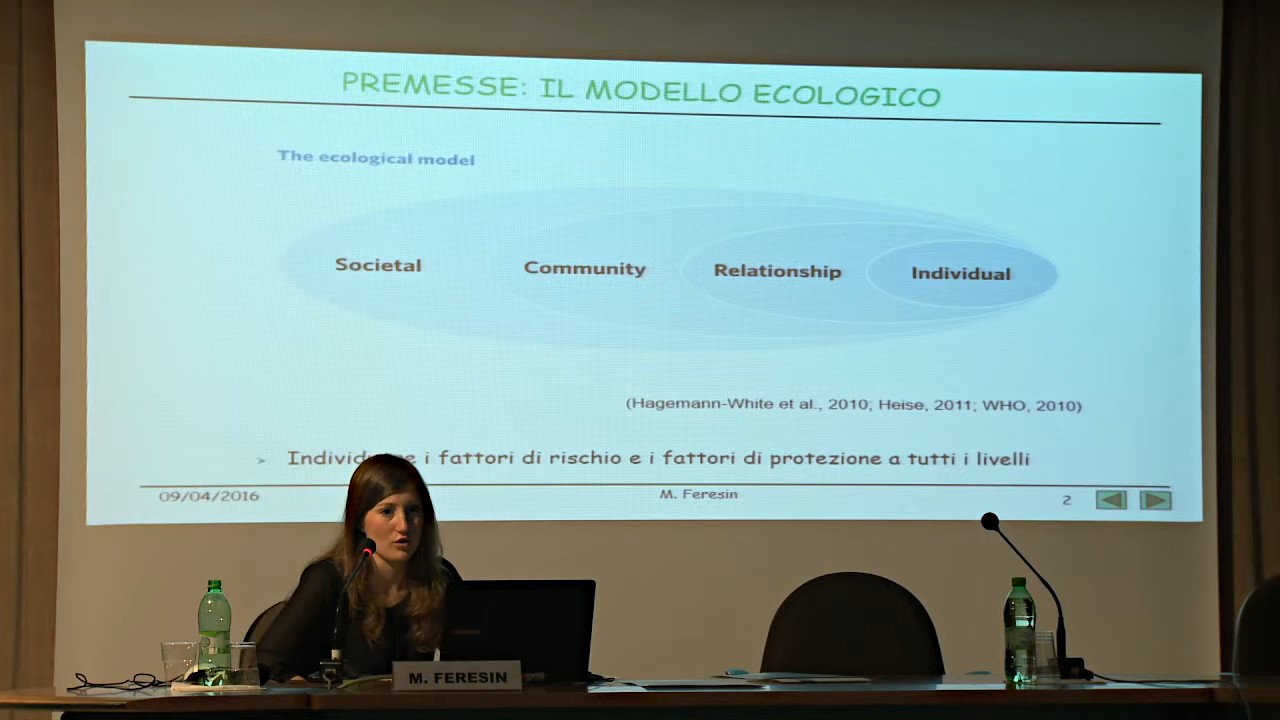 PREMESSE: IL MODELLO ECOLOGICO
The ecological model
Societal Community Relationship Individual
(Hagemann-White et al., 2010; Heise, 2011; WHO, 2010)
i fattori di rischio e i fattori di protezione a tutti i livelli
09/04/2016 M. Feresin 2
M. FERESIN